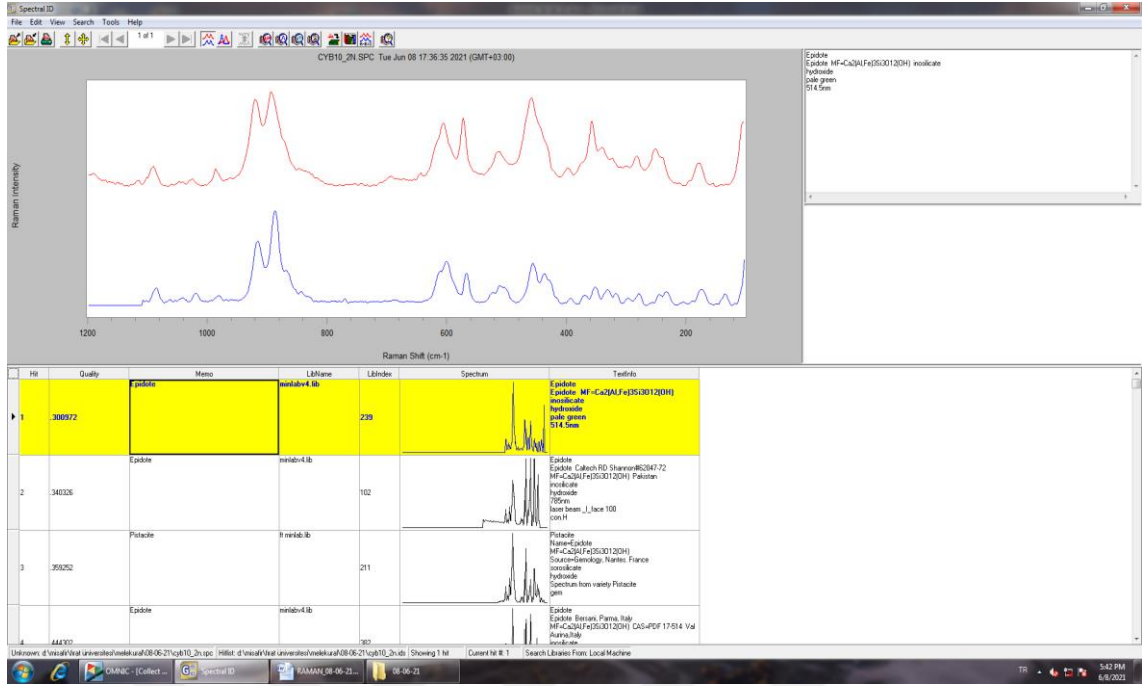 Spectral ID
File Edit View Search Tools Help
1 of 1
CYB10_2N.SPC Tue Jun 08 17:36:35 2021 (GMT+03:00)
Epidote
Epidote MF=Ca2(Al,Fe)3Si3O12(OH) inosilicate
hydroxide
pale green
514.5nm
Raman intensity
1200 1000 800 600 400 200
Raman Shift (cm-1)
Hit Quality Memo LibName LibIndex Spectrum TextInfo
1 .300972 Epidote minlabv4.lib 239
Epidote
Epidote MF=Ca2(Al,Fe)3Si3O12(OH)
inosilicate
hydroxide
pale green
514.5nm
2 .340326 Epidote minlabv4.lib 102
Epidote
Epidote Caltech RD Shannon#62847-72
MF=Ca2(Al,Fe)3Si3O12(OH) Pakistan
inosilicate
hydroxide
785nm
laser beam _|_face 100
con.H
3 .359252 Pistacite ft minlab.lib 211
Pistacite
Name=Epidote
MF=Ca2(Al,Fe)3Si3O12(OH)
Source=Gemology, Nantes, France
sorosilicate
hydroxide
Spectrum from variety Pistacite
gem
4 .444302 Epidote minlabv4.lib
Epidote
Epidote Bersani, Parma, Italy
MF=Ca2(Al,Fe)3Si3O12(OH) CAS=PDF 17-514 Val
Aurina,Italy
inosilicate
Showing 1 hit Current hit #: 1 Search Libraries From: Local Machine
OMNIC - [Collect ... Spectral ID RAMAN_08-06-21... 08-06-21
TR 5:42 PM
6/8/2021